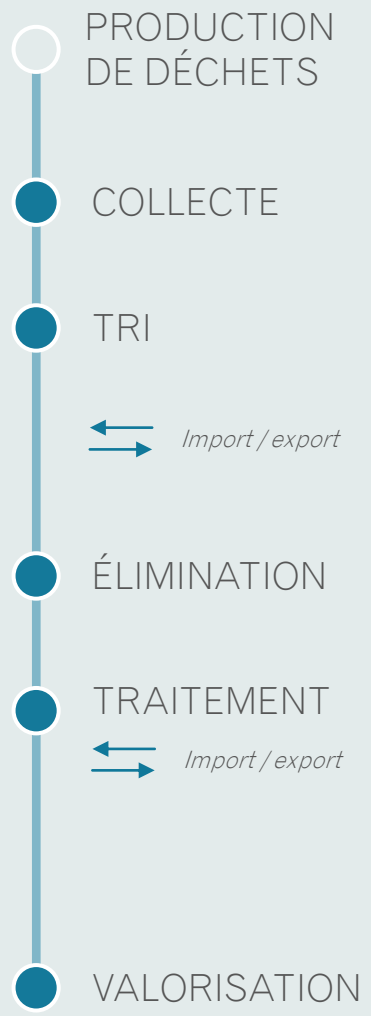 PRODUCTION
DE DÉCHETS
COLLECTE
TRI
Import / export
ÉLIMINATION
TRAITEMENT
Import / export
VALORISATION